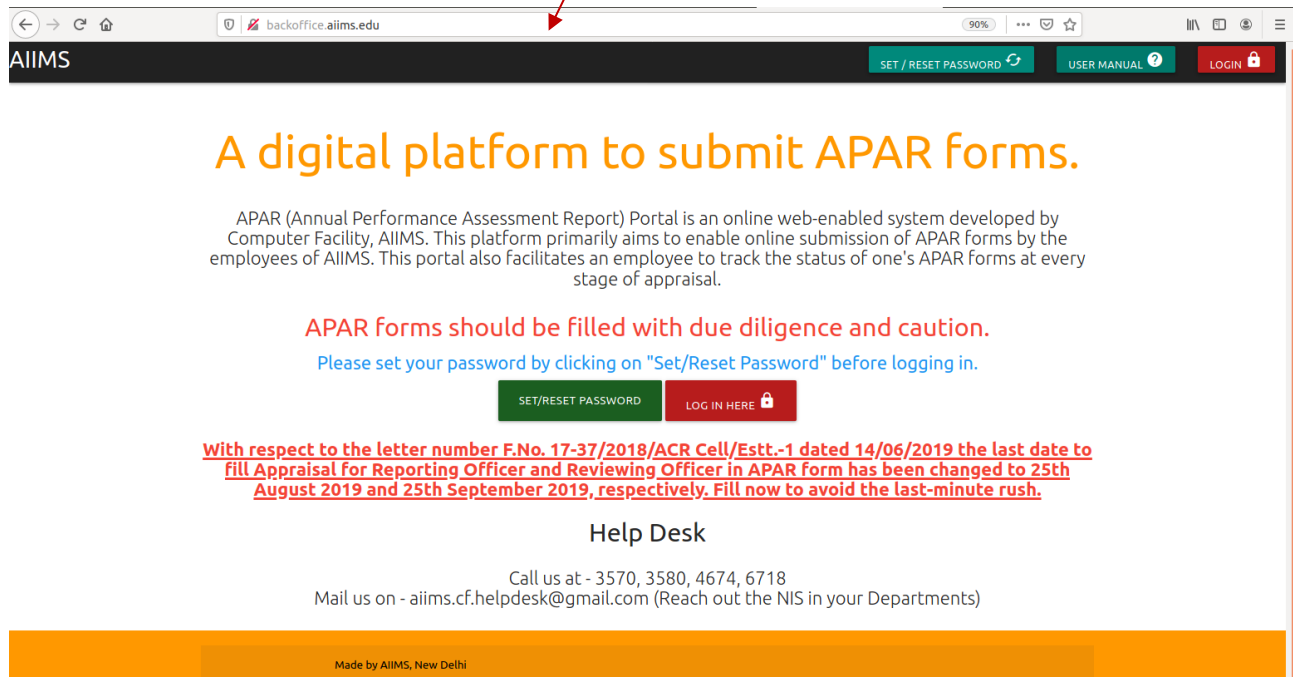 backoffice.aiims.edu
90%
AIIMS
SET / RESET PASSWORD
USER MANUAL
LOGIN
A digital platform to submit APAR forms.
APAR (Annual Performance Assessment Report) Portal is an online web-enabled system developed by
Computer Facility, AIIMS. This platform primarily aims to enable online submission of APAR forms by the
employees of AIIMS. This portal also facilitates an employee to track the status of one's APAR forms at every
stage of appraisal.
APAR forms should be filled with due diligence and caution.
Please set your password by clicking on "Set/Reset Password" before logging in.
SET/RESET PASSWORD
LOG IN HERE
With respect to the letter number F.No. 17-37/2018/ACR Cell/Estt.-1 dated 14/06/2019 the last date to
fill Appraisal for Reporting Officer and Reviewing Officer in APAR form has been changed to 25th
August 2019 and 25th September 2019, respectively. Fill now to avoid the last-minute rush.
Help Desk
Call us at - 3570, 3580, 4674, 6718
Mail us on - aiims.cf.helpdesk@gmail.com (Reach out the NIS in your Departments)
Made by AIIMS, New Delhi